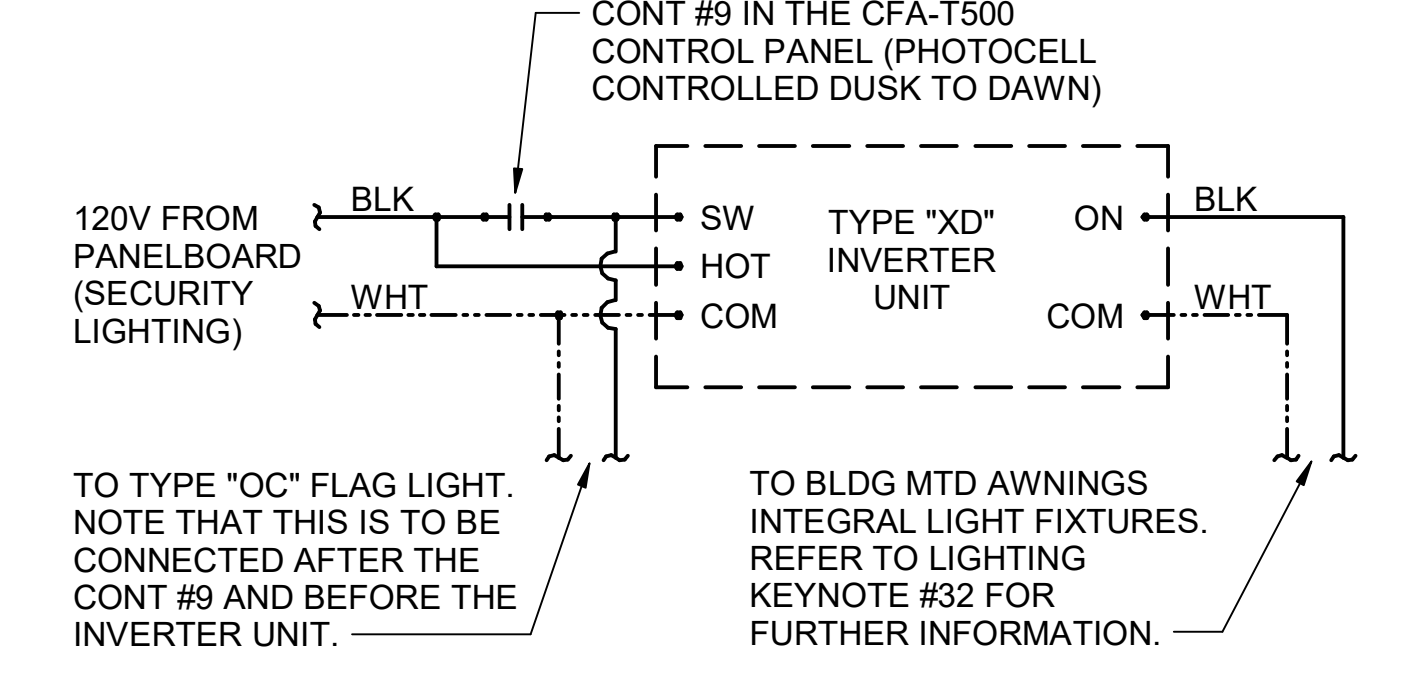 CONT #9 IN THE CFA-T500
CONTROL PANEL (PHOTOCELL
CONTROLLED DUSK TO DAWN)
120V FROM
PANELBOARD
(SECURITY
LIGHTING)
BLK
WHT
SW
HOT
COM
TYPE "XD"
INVERTER
UNIT
ON
COM
BLK
WHT
TO TYPE "OC" FLAG LIGHT.
NOTE THAT THIS IS TO BE
CONNECTED AFTER THE
CONT #9 AND BEFORE THE
INVERTER UNIT.
TO BLDG MTD AWNINGS
INTEGRAL LIGHT FIXTURES.
REFER TO LIGHTING
KEYNOTE #32 FOR
FURTHER INFORMATION.